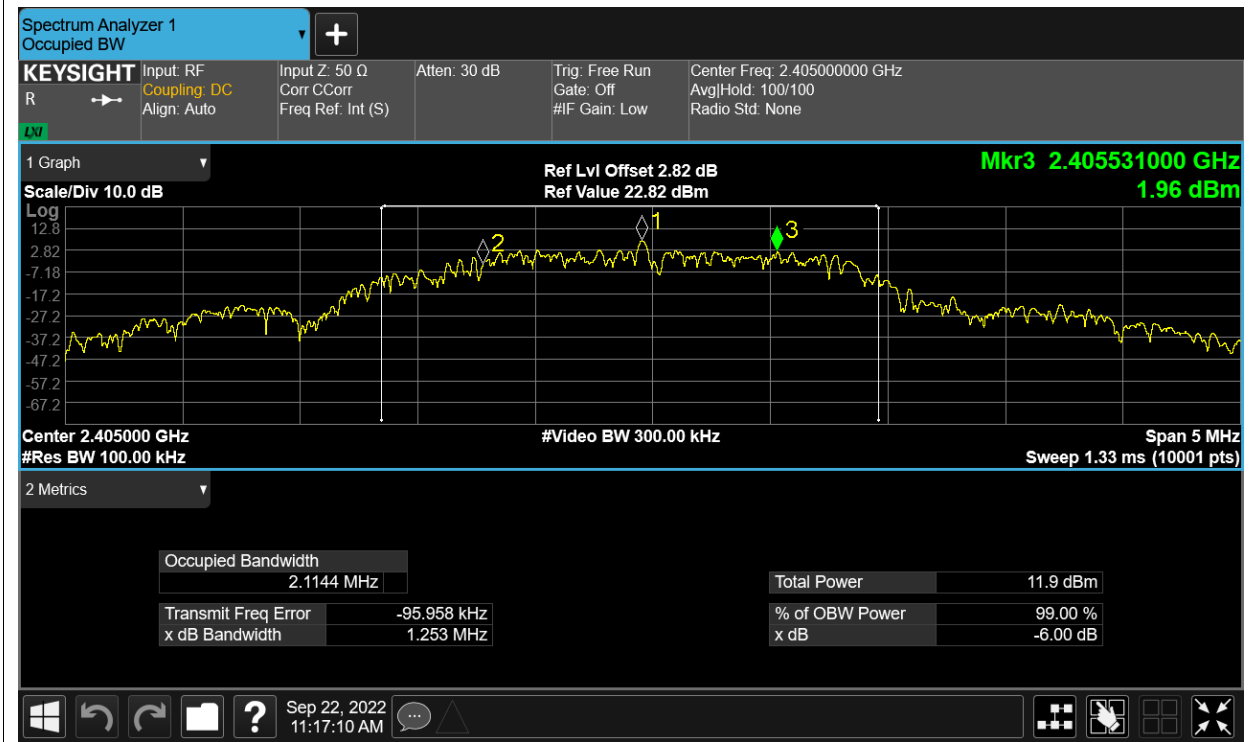 Spectrum Analyzer 1
Occupied BW
KEYSIGHT
R
LXI
Input: RF
Coupling: DC
Align: Auto
Input Z: 50 Ω
Corr CCorr
Freq Ref: Int (S)
Atten: 30 dB
Trig: Free Run
Gate: Off
#IF Gain: Low
Center Freq: 2.405000000 GHz
Avg|Hold: 100/100
Radio Std: None
1 Graph
Scale/Div 10.0 dB
Ref Lvl Offset 2.82 dB
Ref Value 22.82 dBm
Mkr3 2.405531000 GHz
1.96 dBm
Log
12.8
2.82
-7.18
-17.2
-27.2
-37.2
-47.2
-57.2
-67.2
2
1
3
Center 2.405000 GHz
#Res BW 100.00 kHz
#Video BW 300.00 kHz
Span 5 MHz
Sweep 1.33 ms (10001 pts)
2 Metrics
Occupied Bandwidth
2.1144 MHz
Transmit Freq Error -95.958 kHz
x dB Bandwidth 1.253 MHz
Total Power 11.9 dBm
% of OBW Power 99.00 %
x dB -6.00 dB
?
Sep 22, 2022
11:17:10 AM